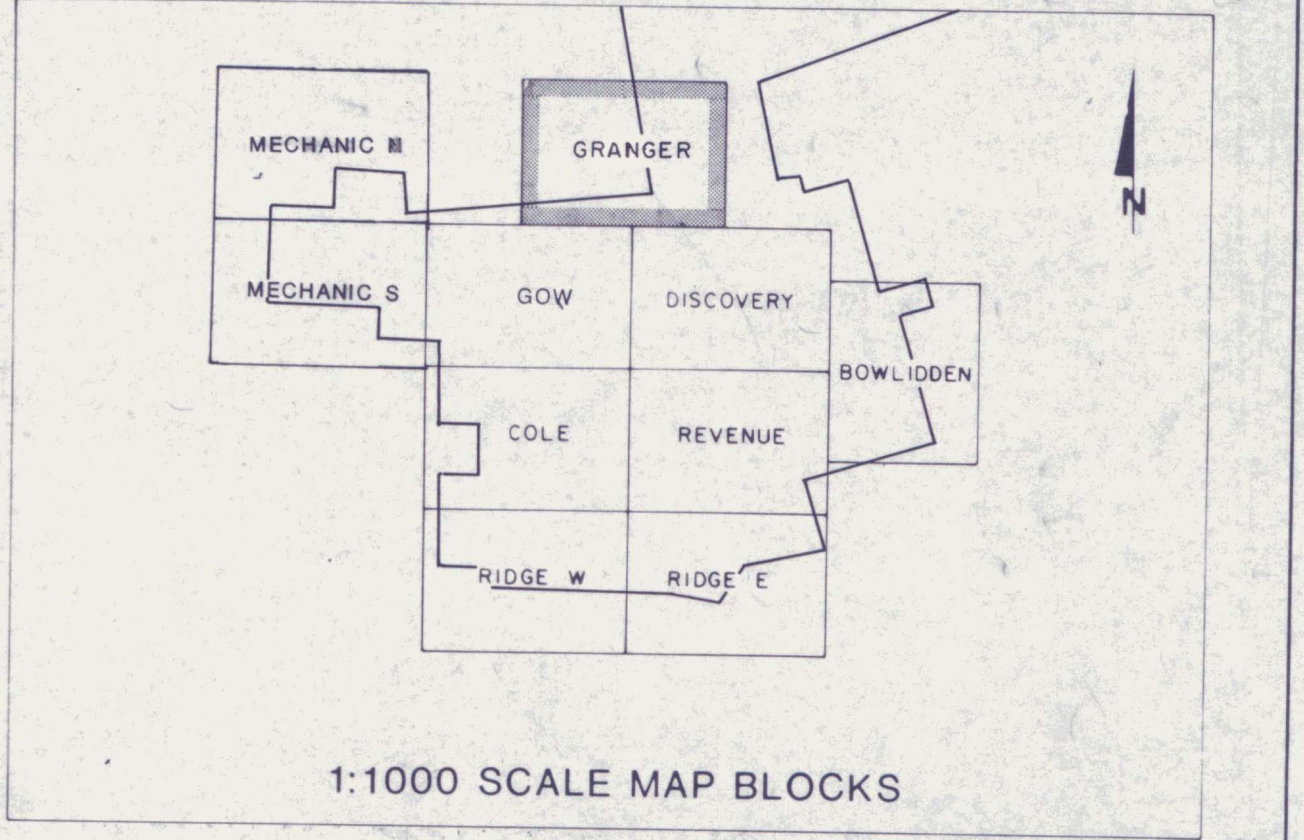 MECHANIC N
GRANGER
N
MECHANIC S
GOW
DISCOVERY
BOWLIDDEN
COLE
REVENUE
RIDGE W
RIDGE E
1:1000 SCALE MAP BLOCKS